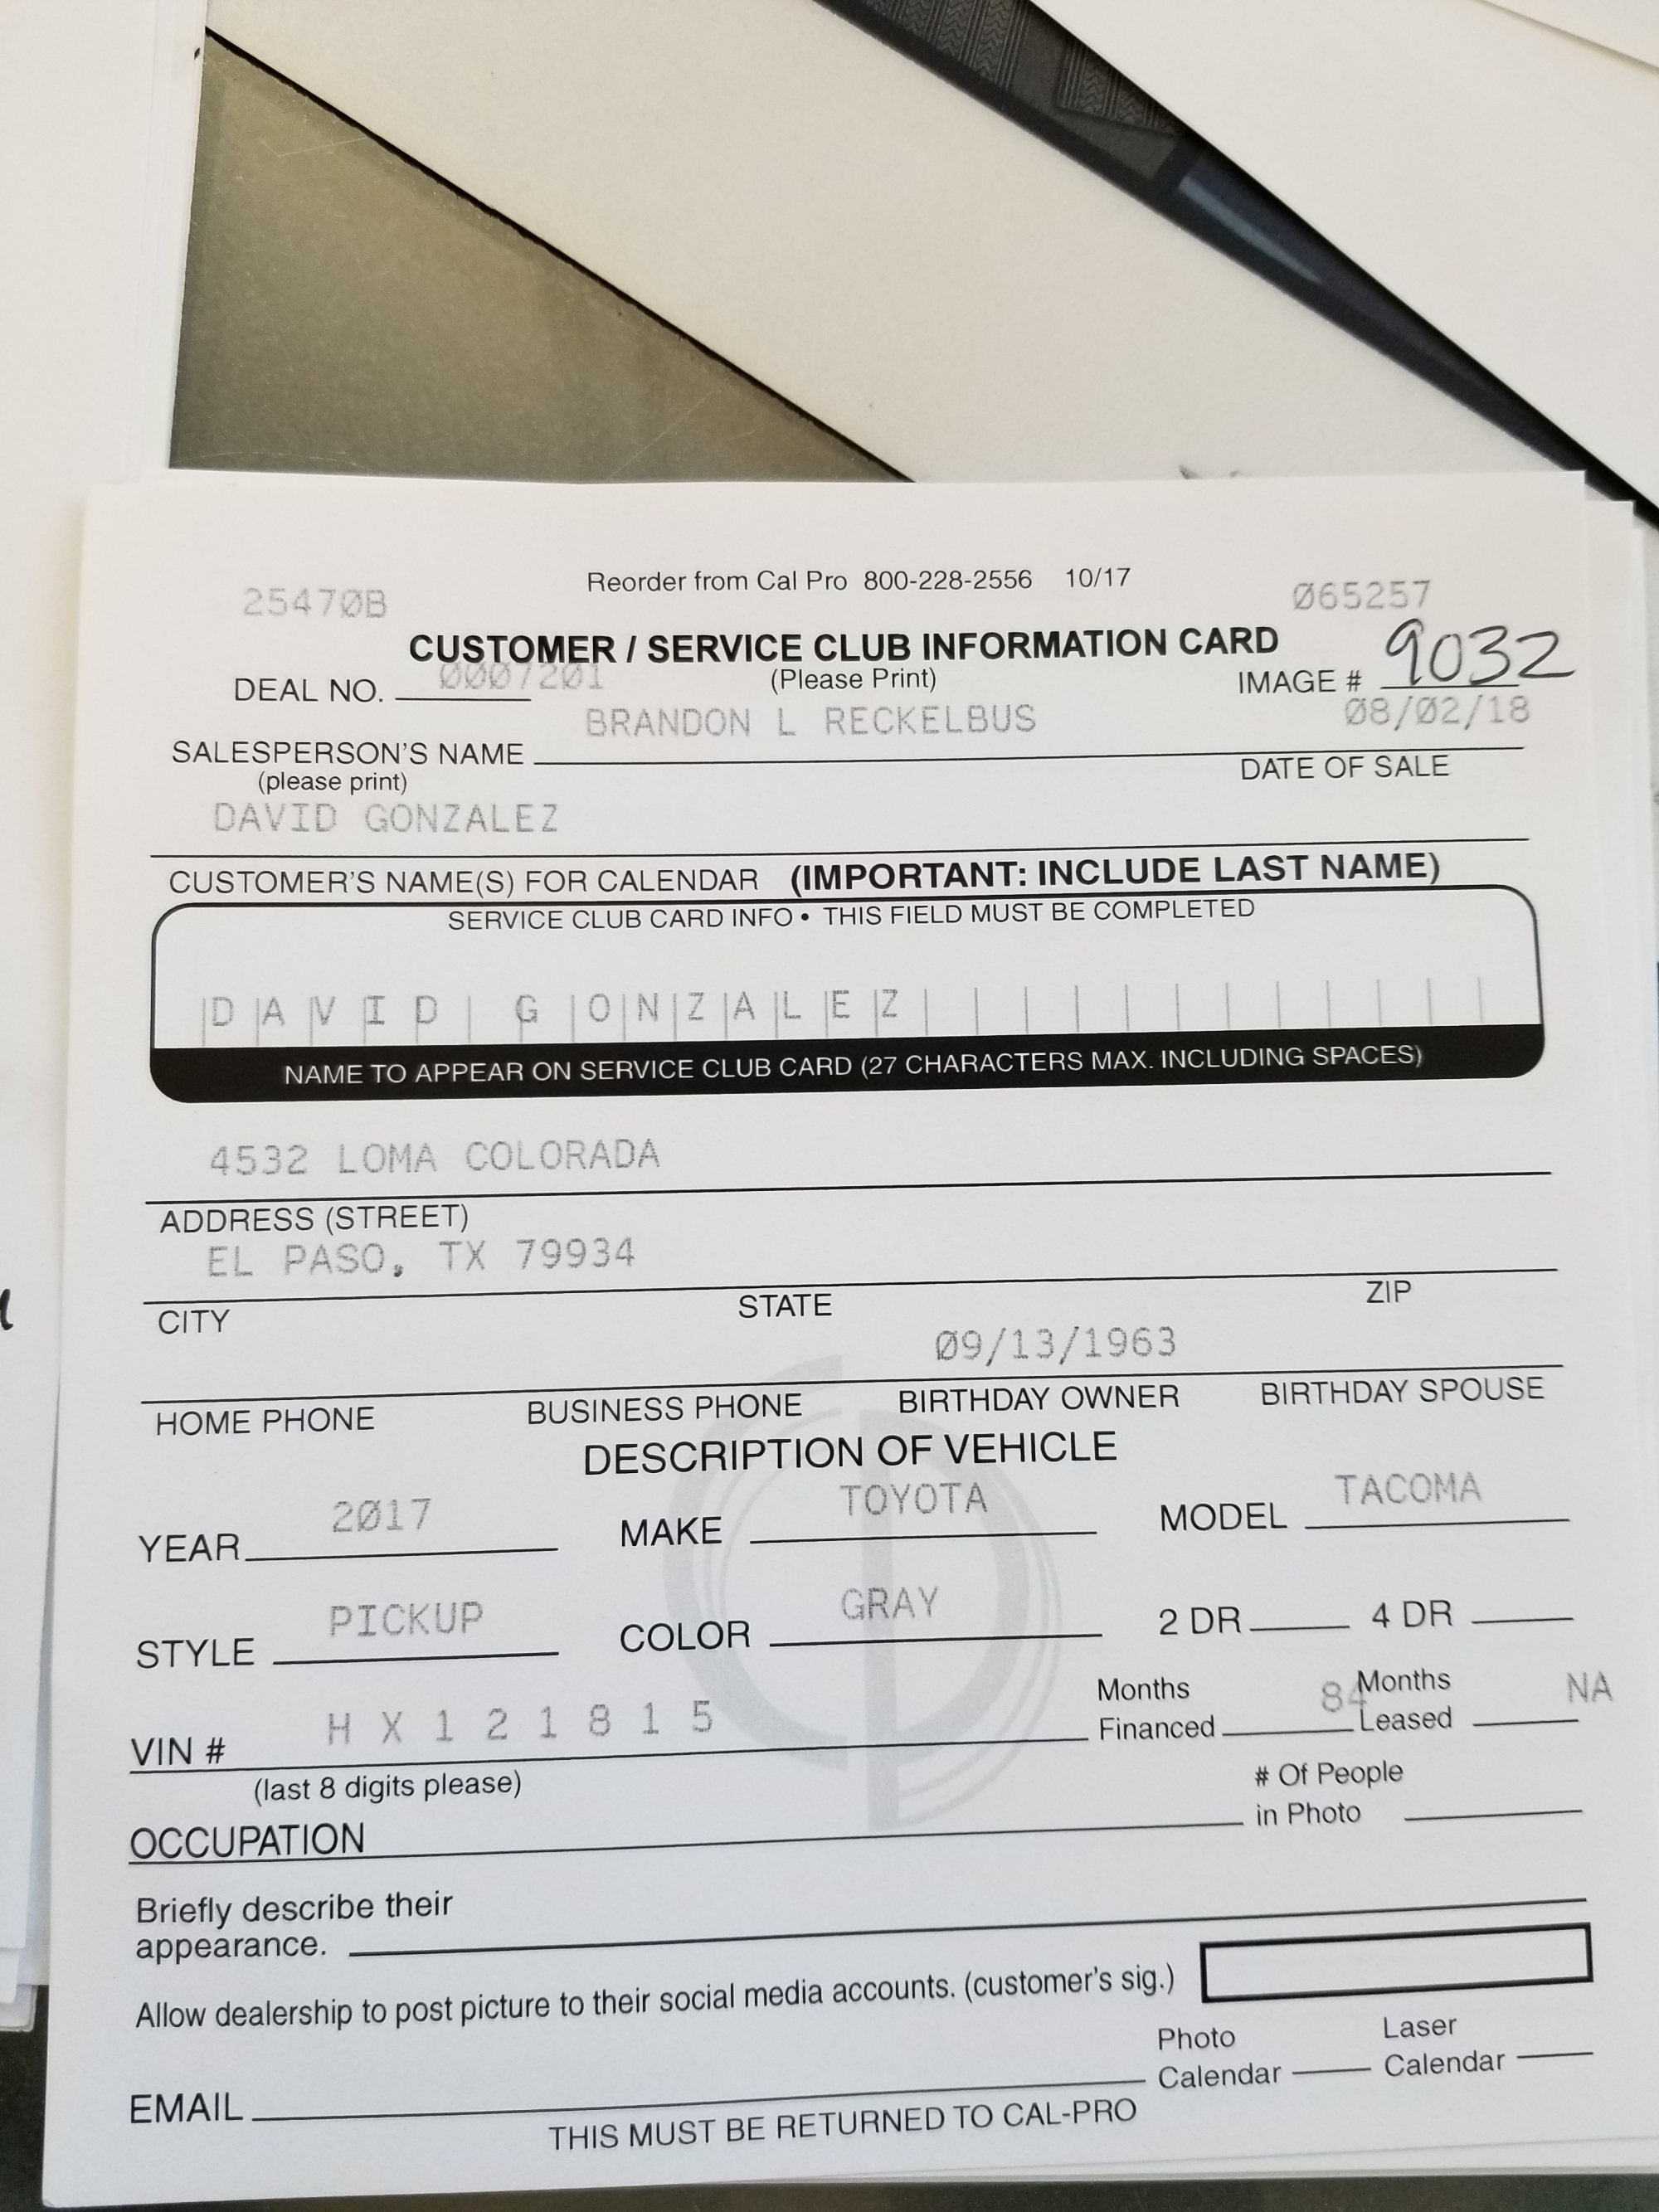 Reorder from Cal Pro 800-228-2556 10/17
25470B 065257
CUSTOMER / SERVICE CLUB INFORMATION CARD
DEAL NO. 0007201 (Please Print) IMAGE # 9032
BRANDON L RECKELBUS 08/02/18
SALESPERSON'S NAME DATE OF SALE
(please print)
DAVID GONZALEZ
CUSTOMER'S NAME(S) FOR CALENDAR (IMPORTANT: INCLUDE LAST NAME)
SERVICE CLUB CARD INFO • THIS FIELD MUST BE COMPLETED
DAVID GONZALEZ
NAME TO APPEAR ON SERVICE CLUB CARD (27 CHARACTERS MAX. INCLUDING SPACES)
4532 LOMA COLORADA
ADDRESS (STREET)
EL PASO, TX 79934
CITY STATE ZIP
09/13/1963
HOME PHONE BUSINESS PHONE BIRTHDAY OWNER BIRTHDAY SPOUSE
DESCRIPTION OF VEHICLE
YEAR 2017 MAKE TOYOTA MODEL TACOMA
STYLE PICKUP COLOR GRAY 2 DR 4 DR
VIN # H X 1 2 1 8 1 5 Months Financed 84 Months Leased NA
(last 8 digits please)
OCCUPATION # Of People in Photo
Briefly describe their
appearance.
Allow dealership to post picture to their social media accounts. (customer's sig.)
EMAIL Photo Calendar Laser Calendar
THIS MUST BE RETURNED TO CAL-PRO